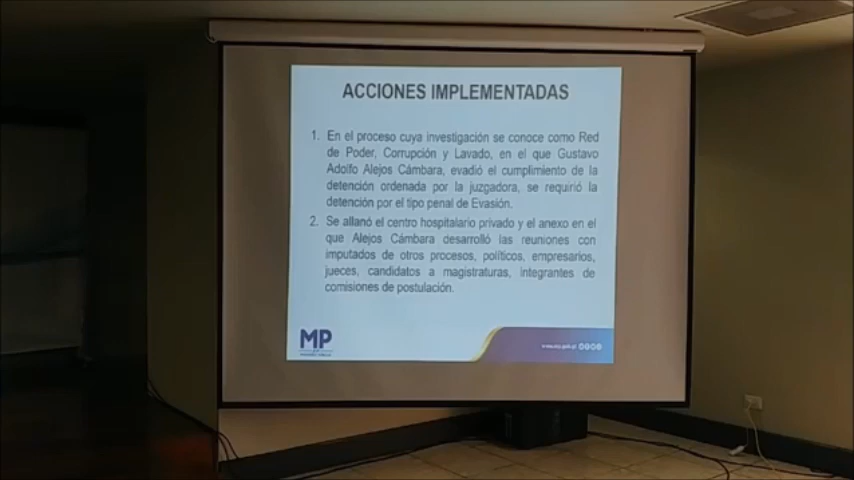 ACCIONES IMPLEMENTADAS
1. En el proceso cuya investigación se conoce como Red
de Poder, Corrupción y Lavado, en el que Gustavo
Adolfo Alejos Cámbara, evadió el cumplimiento de la
detención ordenada por la juzgadora, se requirió la
detención por el tipo penal de Evasión.
2. Se allanó el centro hospitalario privado y el anexo en el
que Alejos Cámbara desarrolló las reuniones con
imputados de otros procesos, políticos, empresarios,
jueces, candidatos a magistraturas, integrantes de
comisiones de postulación.
MP
www.mp.gob.gt